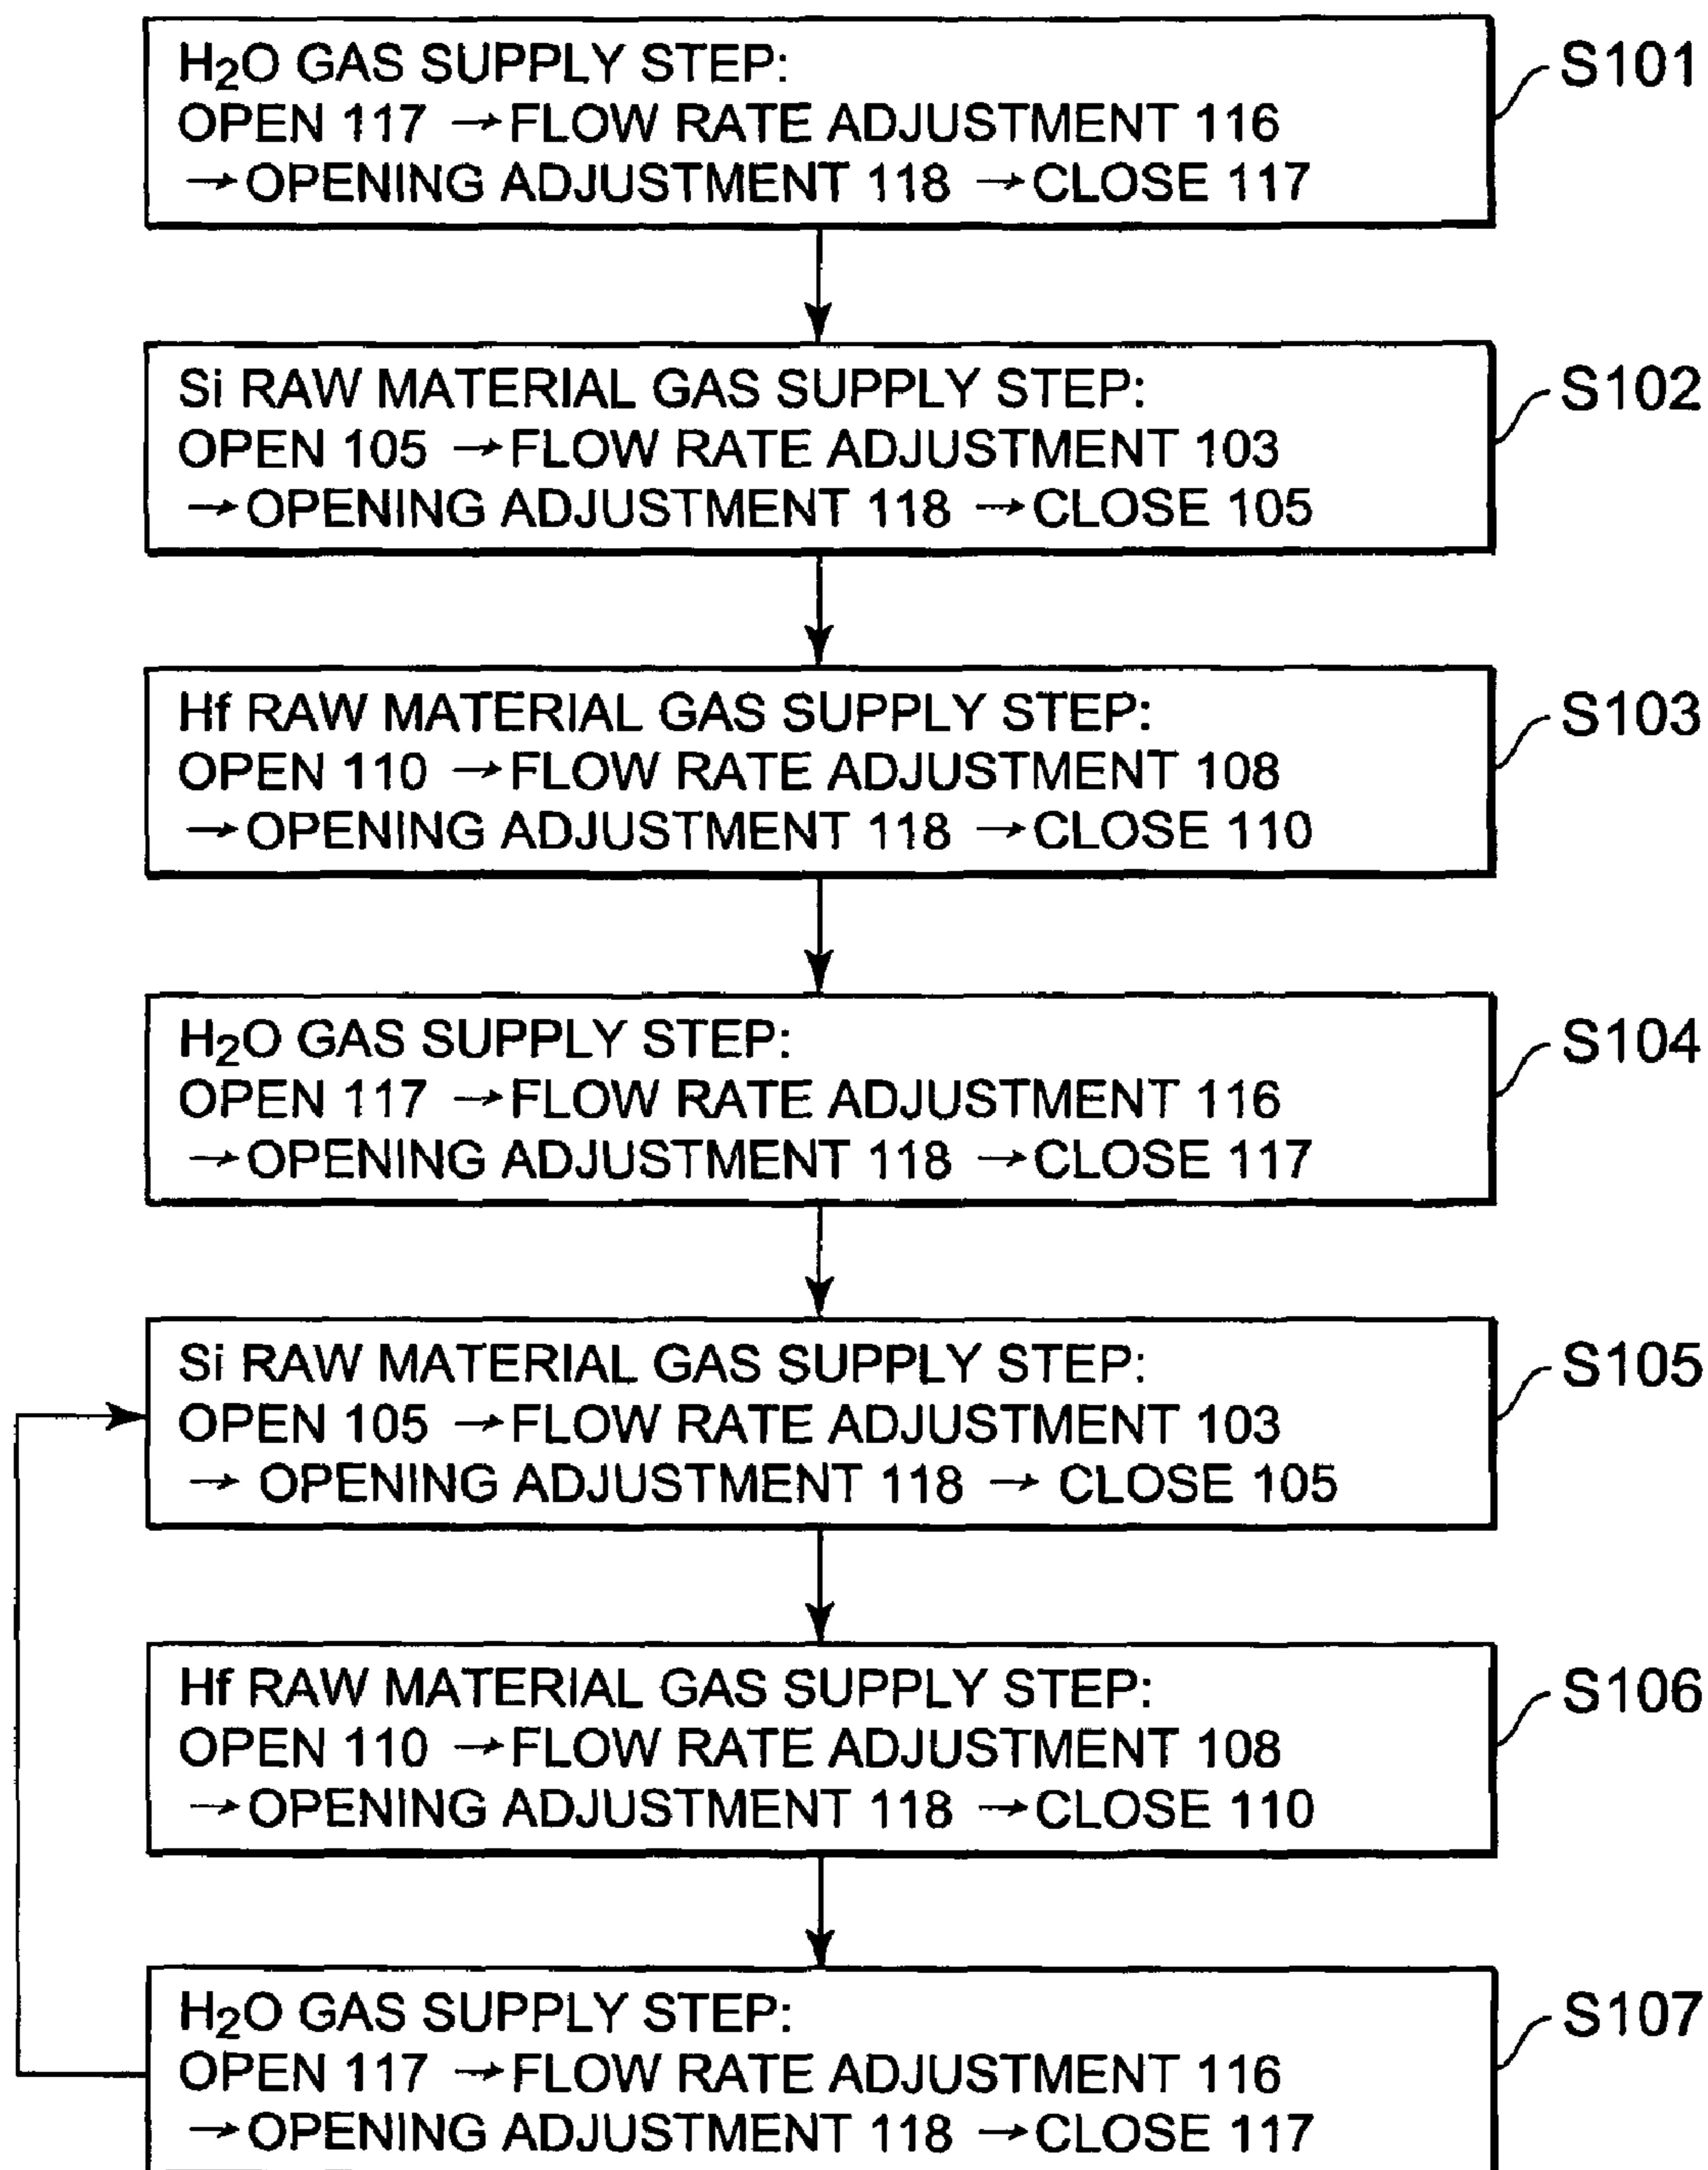 H₂O GAS SUPPLY STEP:
OPEN 117 → FLOW RATE ADJUSTMENT 116
→ OPENING ADJUSTMENT 118 → CLOSE 117
S101
Si RAW MATERIAL GAS SUPPLY STEP:
OPEN 105 → FLOW RATE ADJUSTMENT 103
→ OPENING ADJUSTMENT 118 → CLOSE 105
S102
Hf RAW MATERIAL GAS SUPPLY STEP:
OPEN 110 → FLOW RATE ADJUSTMENT 108
→ OPENING ADJUSTMENT 118 → CLOSE 110
S103
H₂O GAS SUPPLY STEP:
OPEN 117 → FLOW RATE ADJUSTMENT 116
→ OPENING ADJUSTMENT 118 → CLOSE 117
S104
Si RAW MATERIAL GAS SUPPLY STEP:
OPEN 105 → FLOW RATE ADJUSTMENT 103
→ OPENING ADJUSTMENT 118 → CLOSE 105
S105
Hf RAW MATERIAL GAS SUPPLY STEP:
OPEN 110 → FLOW RATE ADJUSTMENT 108
→ OPENING ADJUSTMENT 118 → CLOSE 110
S106
H₂O GAS SUPPLY STEP:
OPEN 117 → FLOW RATE ADJUSTMENT 116
→ OPENING ADJUSTMENT 118 → CLOSE 117
S107